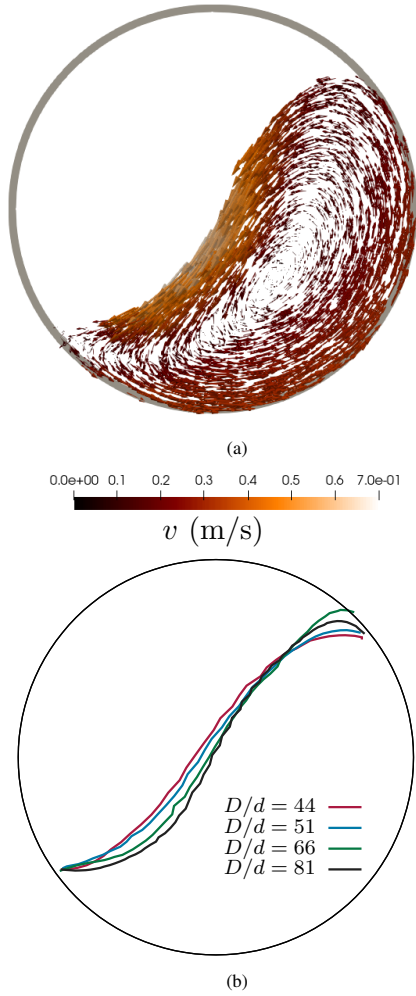 (a)
0.0e+00 0.1 0.2 0.3 0.4 0.5 0.6 7.0e-01
v (m/s)
D/d = 44
D/d = 51
D/d = 66
D/d = 81
(b)